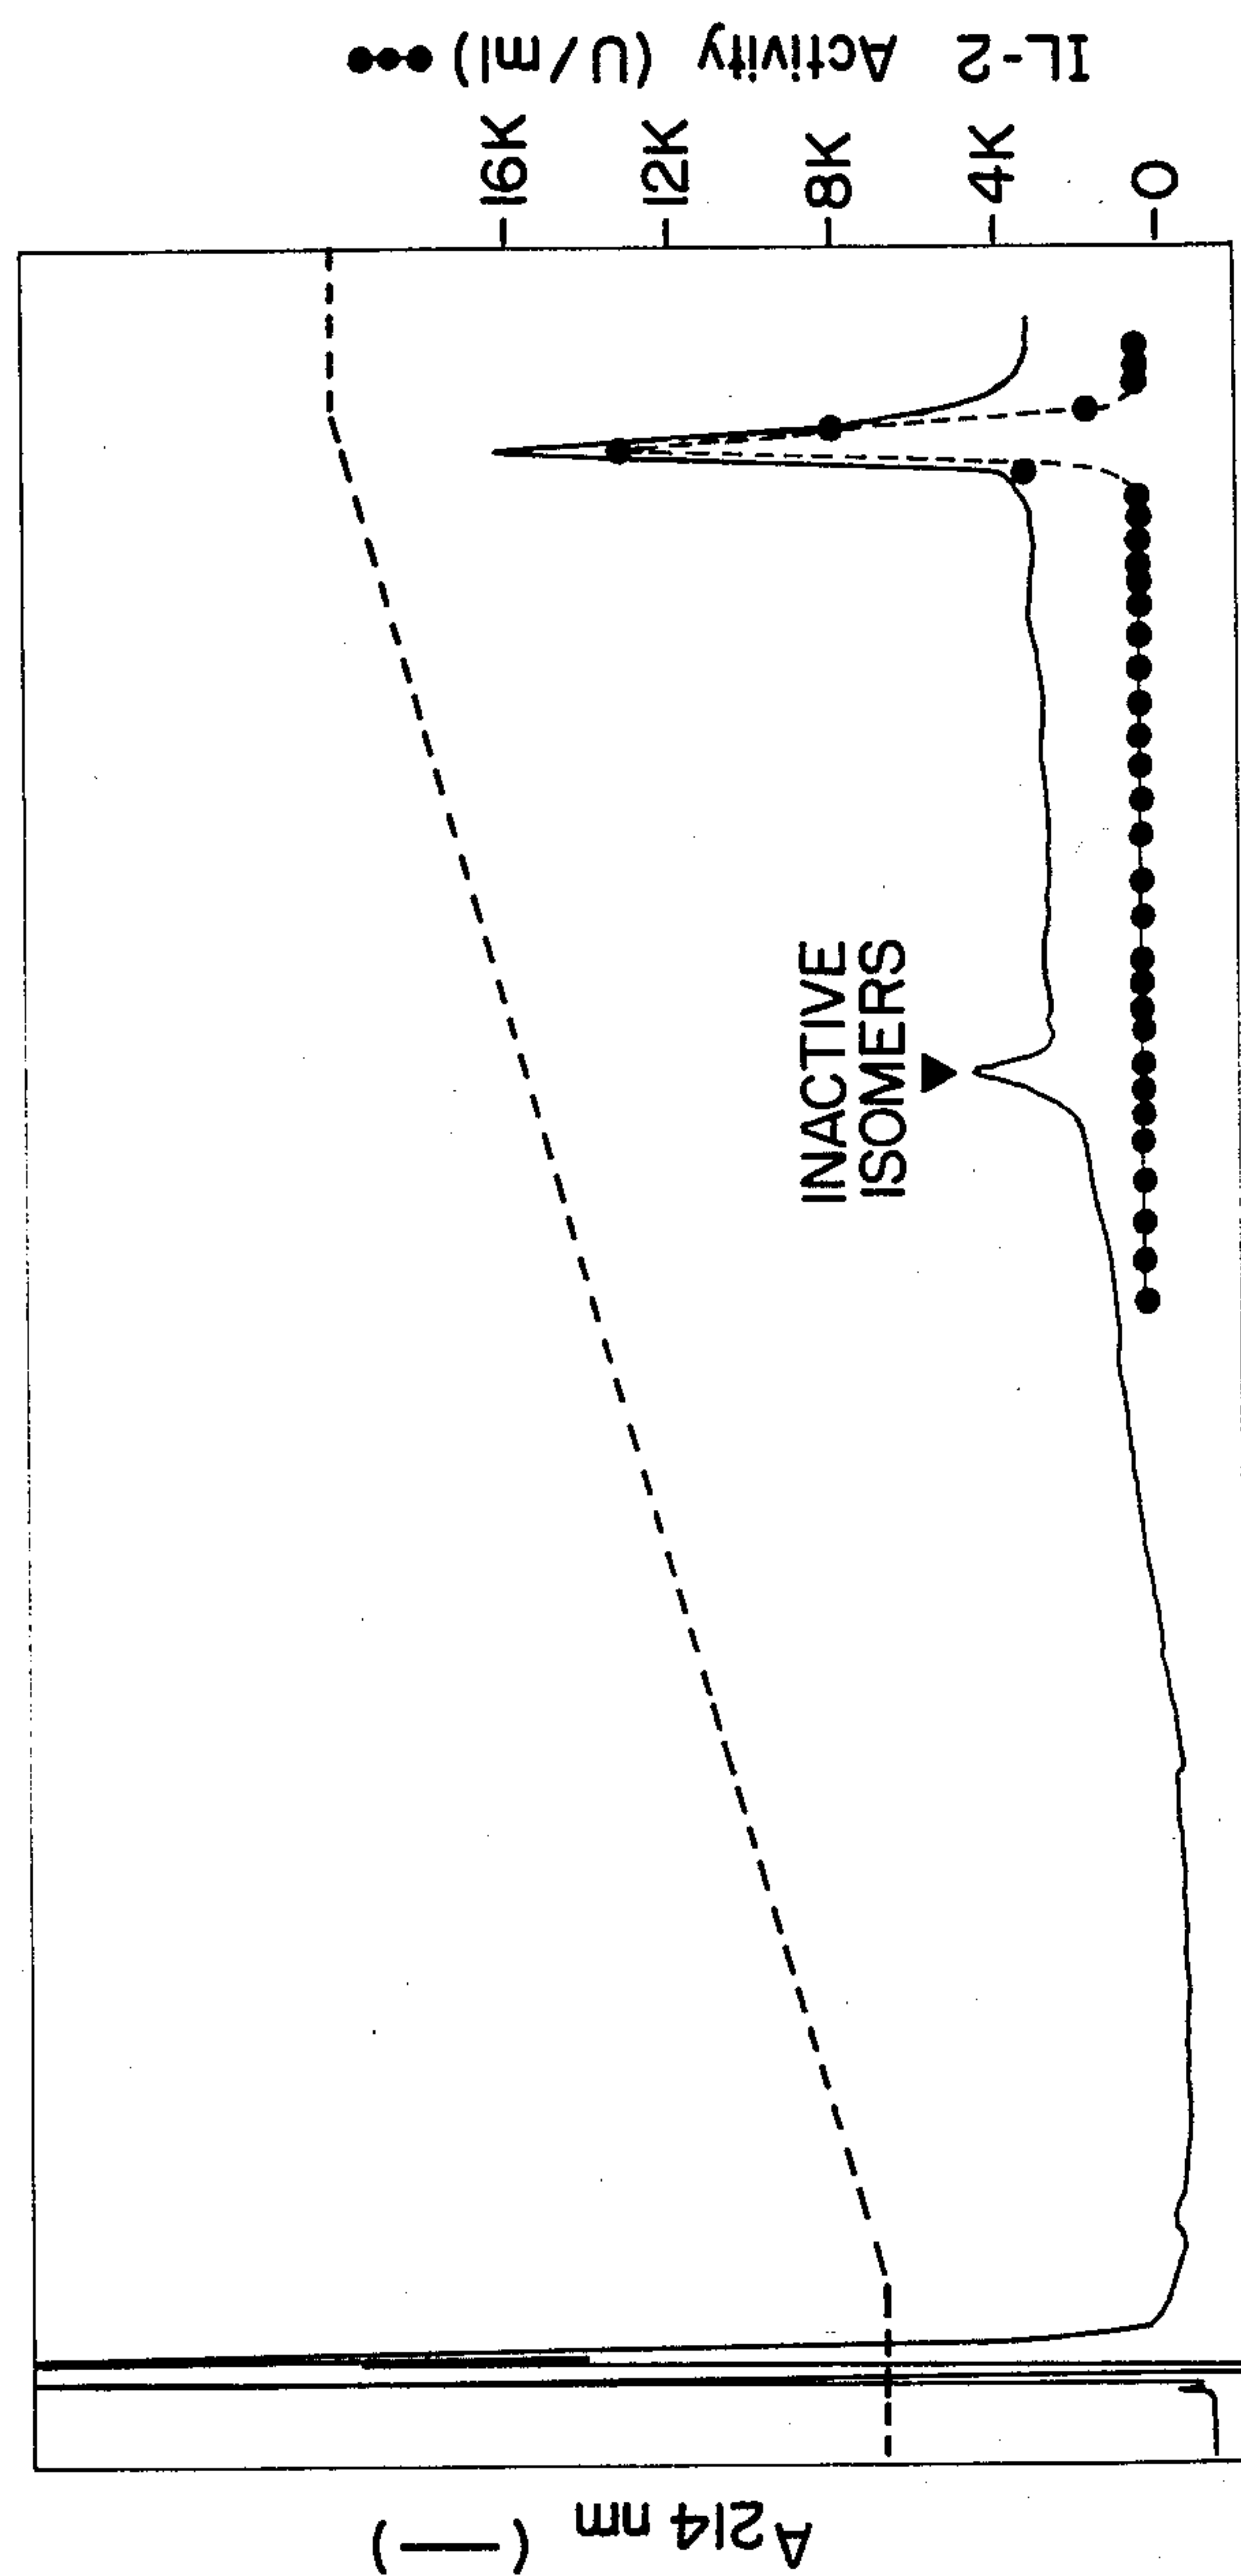 A214 nm (—)
INACTIVE
ISOMERS
16K
12K
8K
4K
0
IL-2 Activity (U/ml) ●-●-●